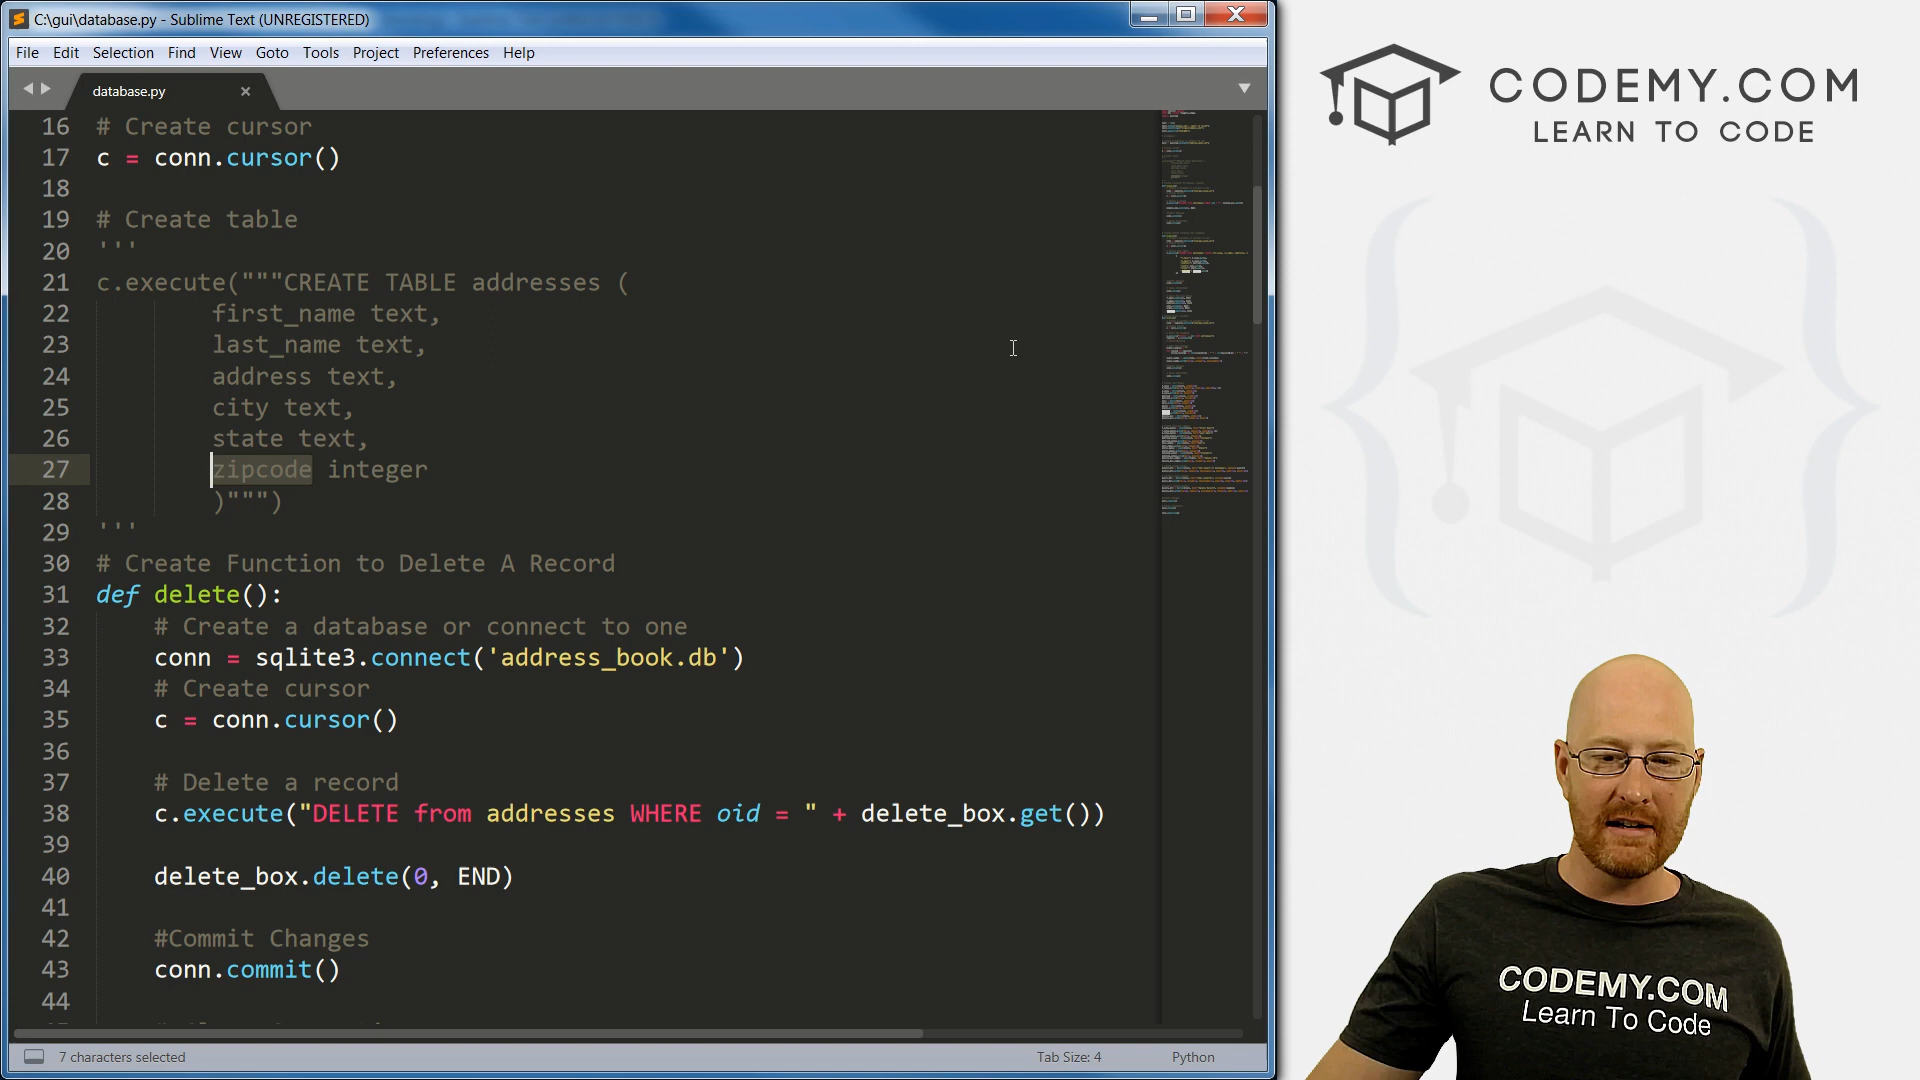 C:\gui\database.py - Sublime Text (UNREGISTERED)
File Edit Selection Find View Goto Tools Project Preferences Help
database.py
16 # Create cursor
17 c = conn.cursor()
18
19 # Create table
20 '''
21 c.execute("""CREATE TABLE addresses (
22 first_name text,
23 last_name text,
24 address text,
25 city text,
26 state text,
27 zipcode integer
28 )""")
29 '''
30 # Create Function to Delete A Record
31 def delete():
32 # Create a database or connect to one
33 conn = sqlite3.connect('address_book.db')
34 # Create cursor
35 c = conn.cursor()
36
37 # Delete a record
38 c.execute("DELETE from addresses WHERE oid = " + delete_box.get())
39
40 delete_box.delete(0, END)
41
42 #Commit Changes
43 conn.commit()
44
7 characters selected
Tab Size: 4
Python
CODEMY.COM
LEARN TO CODE
CODEMY.COM
Learn To Code